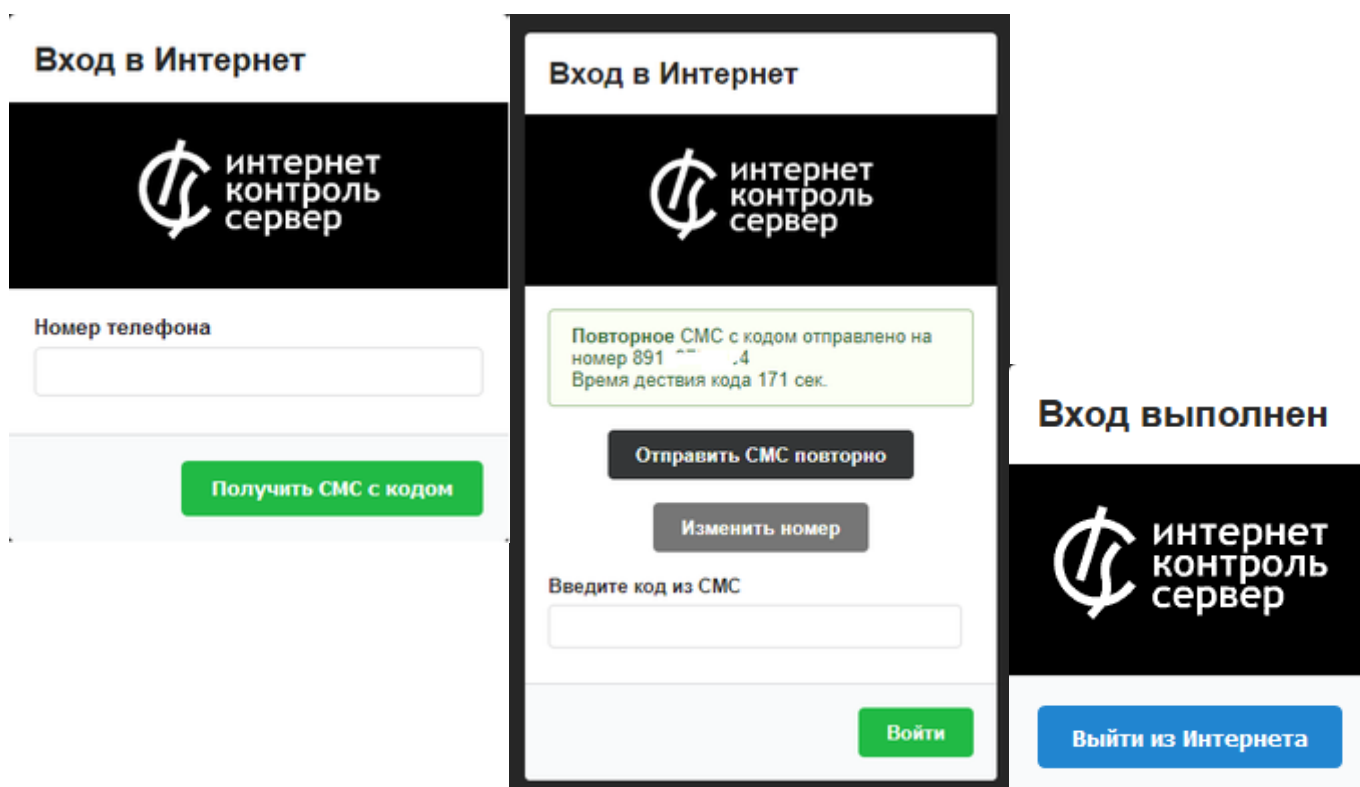 Вход в Интернет
интернет
контроль
сервер
Номер телефона
Получить СМС с кодом
Вход в Интернет
интернет
контроль
сервер
Повторное СМС с кодом отправлено на
номер 891 .4
Время дествия кода 171 сек.
Отправить СМС повторно
Изменить номер
Введите код из СМС
Войти
Вход выполнен
интернет
контроль
сервер
Выйти из Интернета